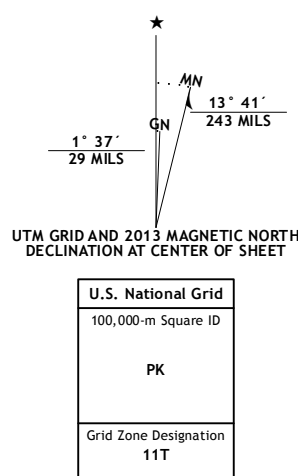 ★
MN
GN
13° 41´
243 MILS
1° 37´
29 MILS
UTM GRID AND 2013 MAGNETIC NORTH
DECLINATION AT CENTER OF SHEET
U.S. National Grid
100,000-m Square ID
PK
Grid Zone Designation
11T